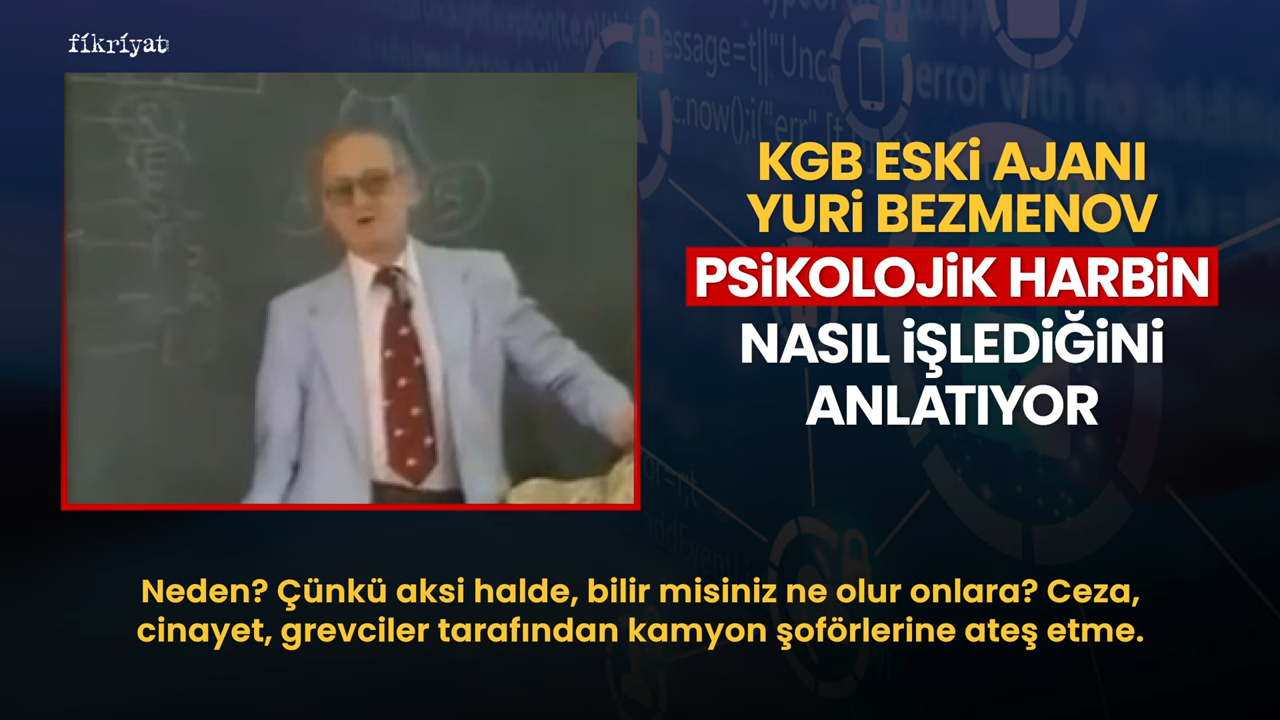 fikriyat
KGB ESKİ AJANI
YURİ BEZMENOV
PSİKOLOJİK HARBİN
NASIL İŞLEDİĞİNİ
ANLATIYOR
Neden? Çünkü aksi halde, bilir misiniz ne olur onlara? Ceza,
cinayet, grevciler tarafından kamyon şoförlerine ateş etme.